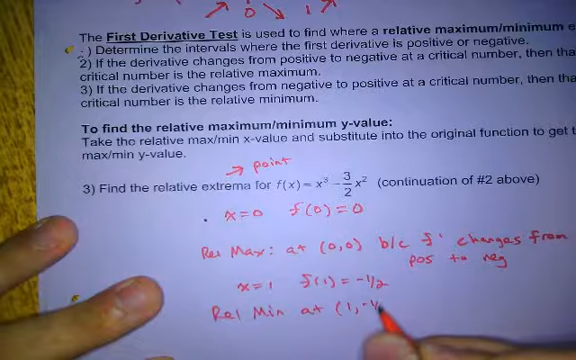 0 1
The First Derivative Test is used to find where a relative maximum/minimum
.) Determine the intervals where the first derivative is positive or negative.
2) If the derivative changes from positive to negative at a critical number, then
critical number is the relative maximum.
3) If the derivative changes from negative to positive at a critical number, then
critical number is the relative minimum.
To find the relative maximum/minimum y-value:
Take the relative max/min x-value and substitute into the original function to get
max/min y-value.
→ point
3) Find the relative extrema for f(x) = x³ − 3/2 x² (continuation of #2 above)
x=0 f(0)=0
Rel Max: at (0,0) b/c f' changes from
pos to neg
x=1 f(1) = -1/2
Rel Min at (1,-1/